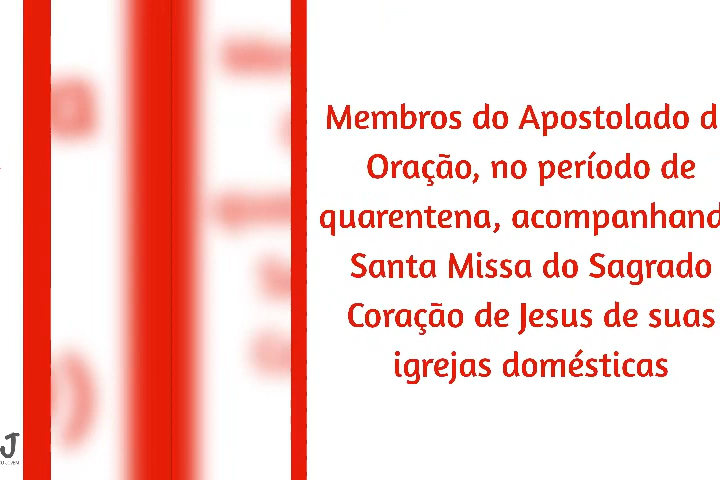 Membros do Apostolado d
Oração, no período de
quarentena, acompanhand
Santa Missa do Sagrado
Coração de Jesus de suas
igrejas domésticas
J